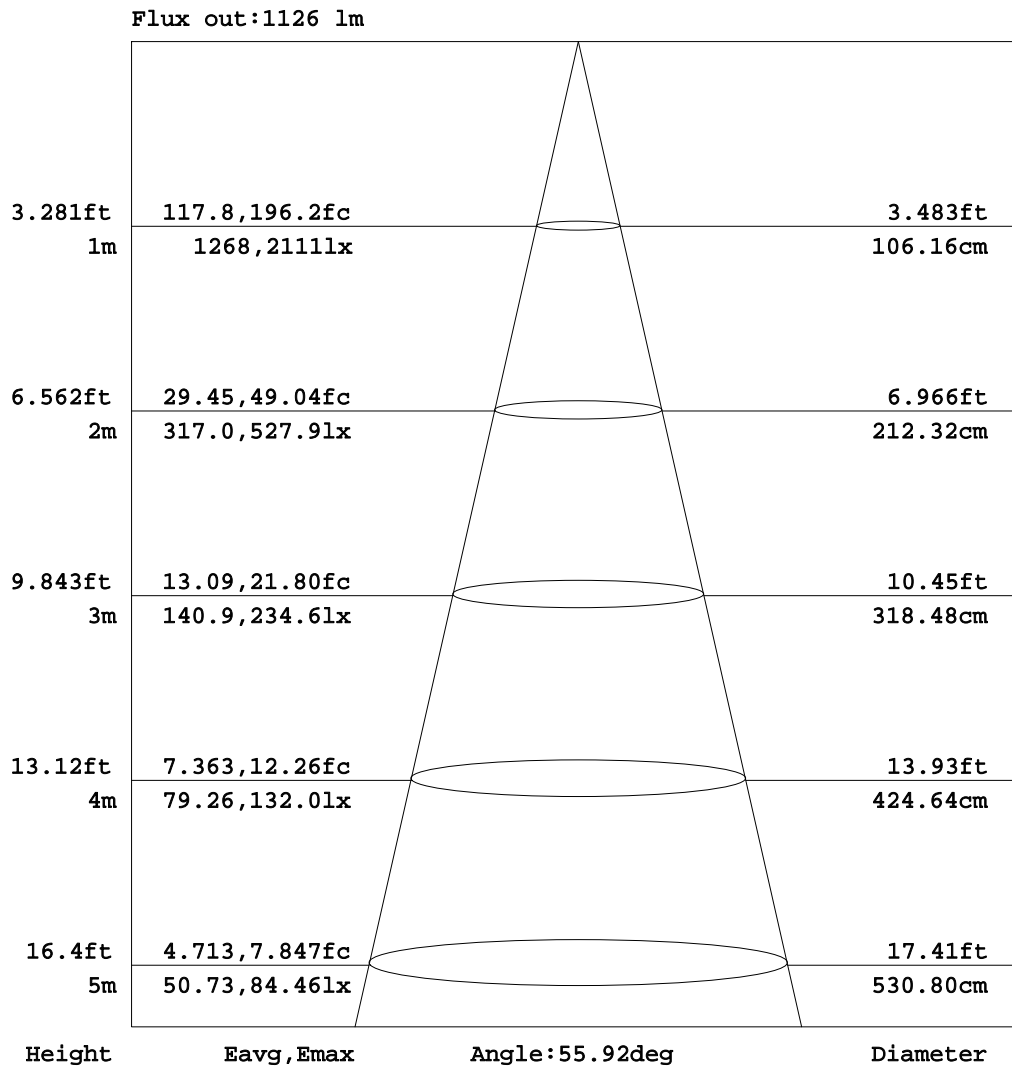 Flux out:1126 lm
3.281ft 117.8,196.2fc 3.483ft
1m 1268,2111lx 106.16cm
6.562ft 29.45,49.04fc 6.966ft
2m 317.0,527.9lx 212.32cm
9.843ft 13.09,21.80fc 10.45ft
3m 140.9,234.6lx 318.48cm
13.12ft 7.363,12.26fc 13.93ft
4m 79.26,132.0lx 424.64cm
16.4ft 4.713,7.847fc 17.41ft
5m 50.73,84.46lx 530.80cm
Height Eavg,Emax Angle:55.92deg Diameter